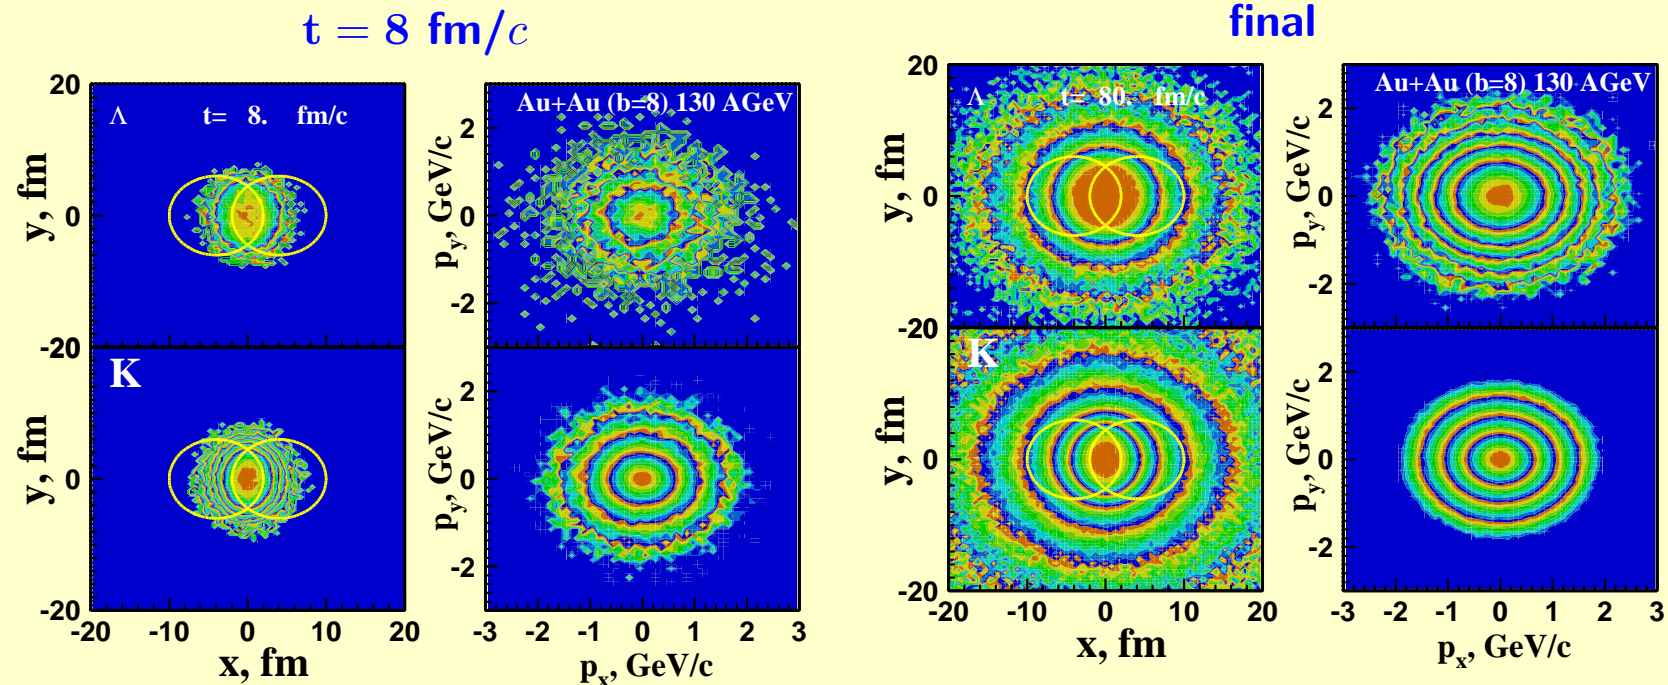 t = 8 fm/c
final
20
0
-20
y, fm
Λ t= 8. fm/c
2
0
-2
p_y, GeV/c
Au+Au (b=8) 130 AGeV
0
-20
y, fm
K
-20 -10 0 10 20
x, fm
2
0
-2
p_y, GeV/c
-3 -2 -1 0 1 2 3
p_x, GeV/c
20
0
-20
y, fm
Λ t= 80. fm/c
2
0
-2
p_y, GeV/c
Au+Au (b=8) 130 AGeV
0
-20
y, fm
K
-20 -10 0 10 20
x, fm
2
0
-2
p_y, GeV/c
-3 -2 -1 0 1 2 3
p_x, GeV/c